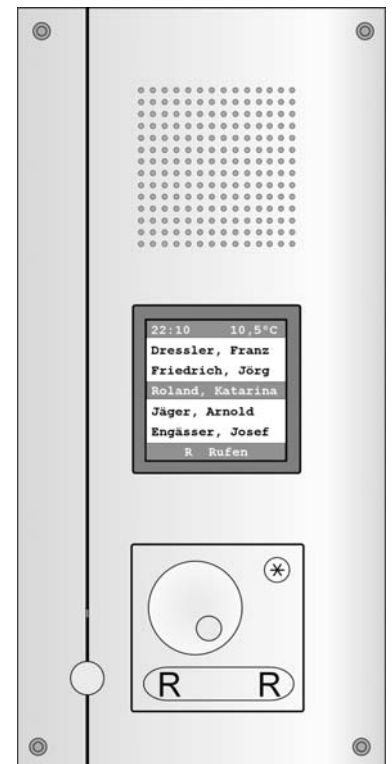 22:10 10,5°C
Dressler, Franz
Friedrich, Jörg
Roland, Katarina
Jäger, Arnold
Engässer, Josef
R Rufen
R R